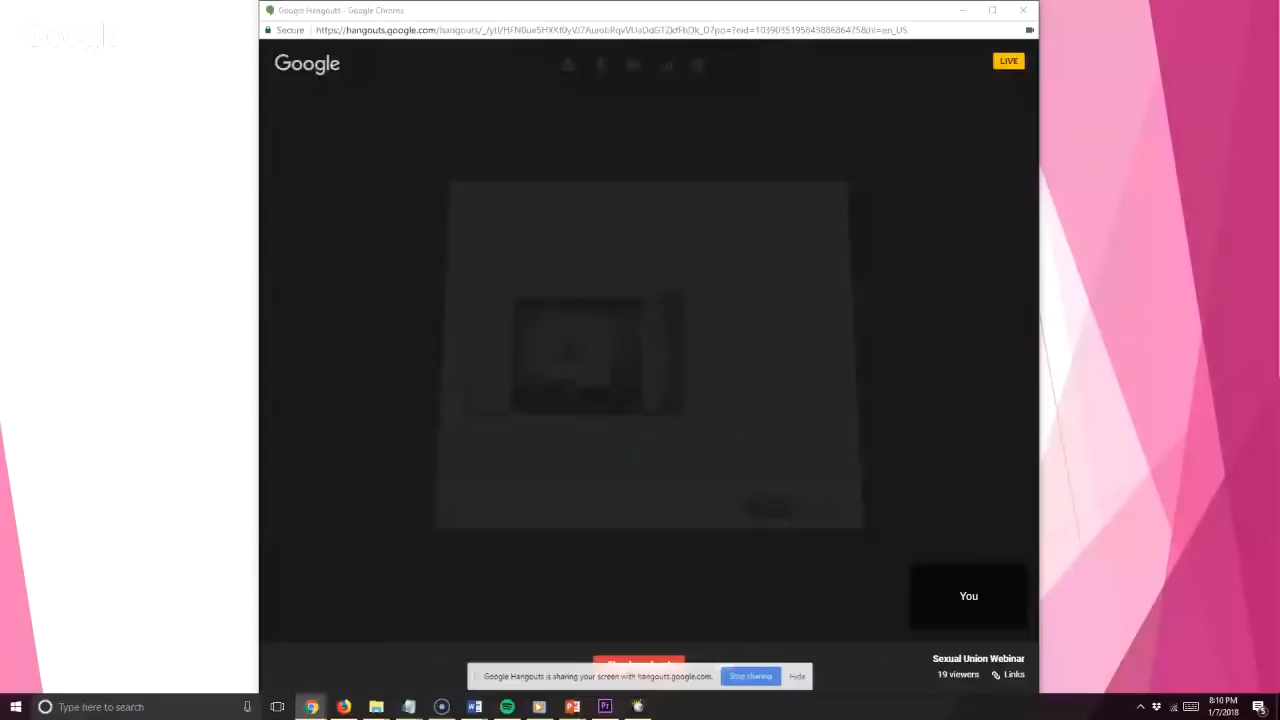 Google Hangouts - Google Chrome
Secure
Google
LIVE
You
Sexual Union Webinar
19 viewers
Links
Google Hangouts is sharing your screen with hangouts.google.com.
Stop sharing
Hide
Type here to search
8:10 PM
1/7/2018